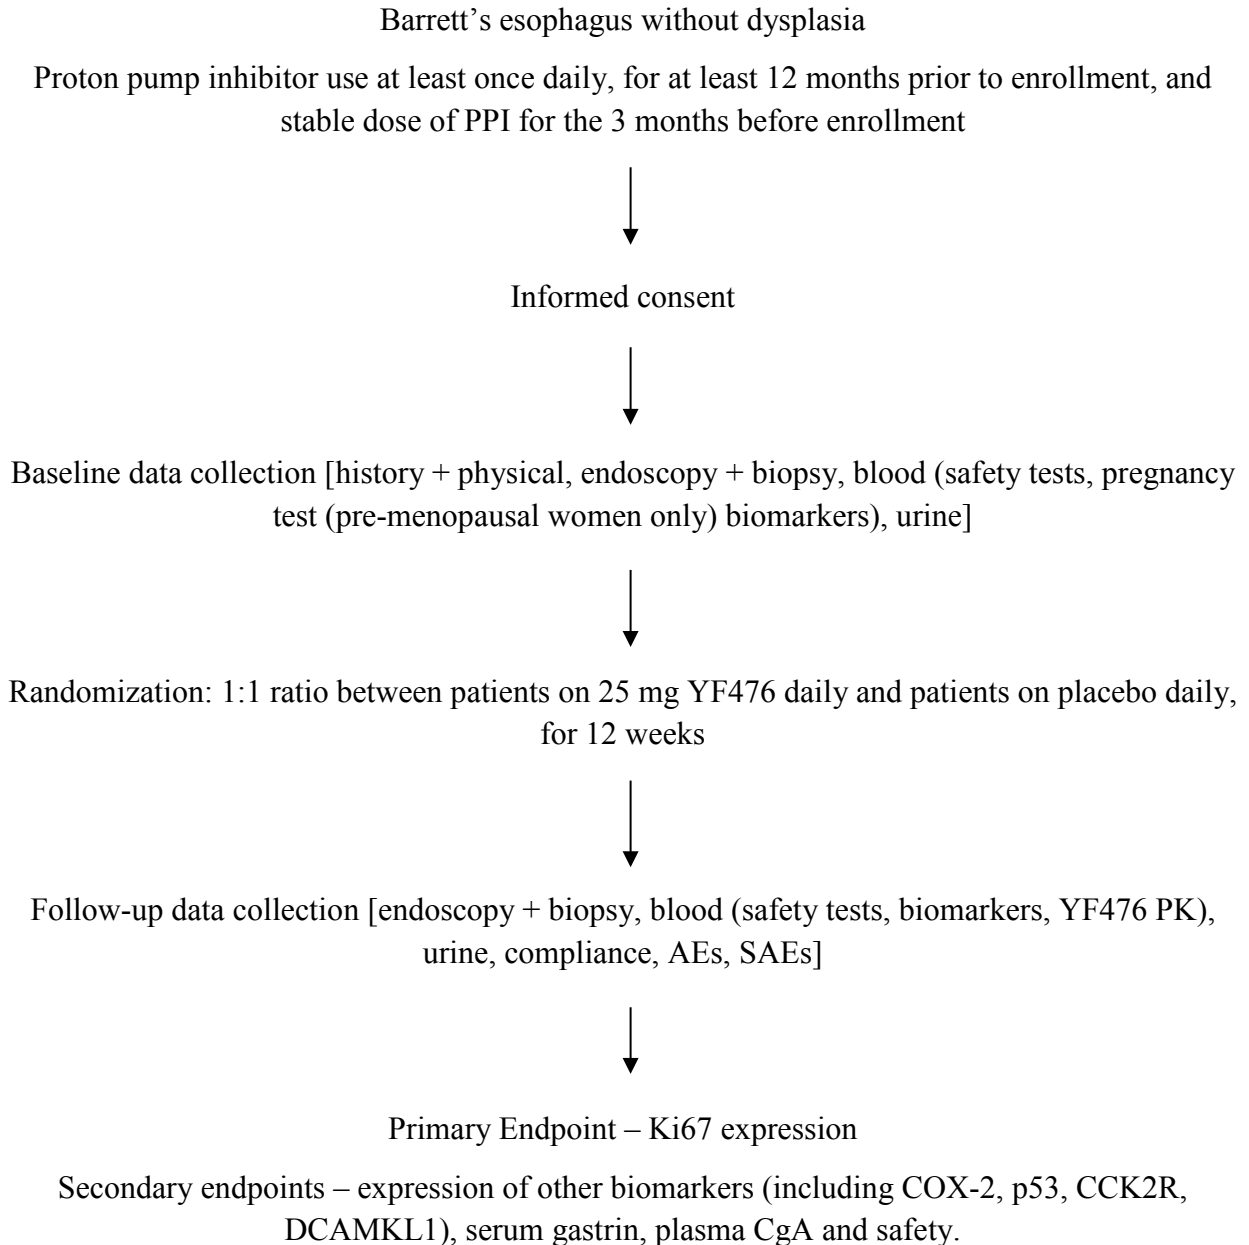 Barrett’s esophagus without dysplasia
Proton pump inhibitor use at least once daily, for at least 12 months prior to enrollment, and
stable dose of PPI for the 3 months before enrollment
Informed consent
Baseline data collection [history + physical, endoscopy + biopsy, blood (safety tests, pregnancy
test (pre-menopausal women only) biomarkers), urine]
Randomization: 1:1 ratio between patients on 25 mg YF476 daily and patients on placebo daily,
for 12 weeks
Follow-up data collection [endoscopy + biopsy, blood (safety tests, biomarkers, YF476 PK),
urine, compliance, AEs, SAEs]
Primary Endpoint – Ki67 expression
Secondary endpoints – expression of other biomarkers (including COX-2, p53, CCK2R,
DCAMKL1), serum gastrin, plasma CgA and safety.